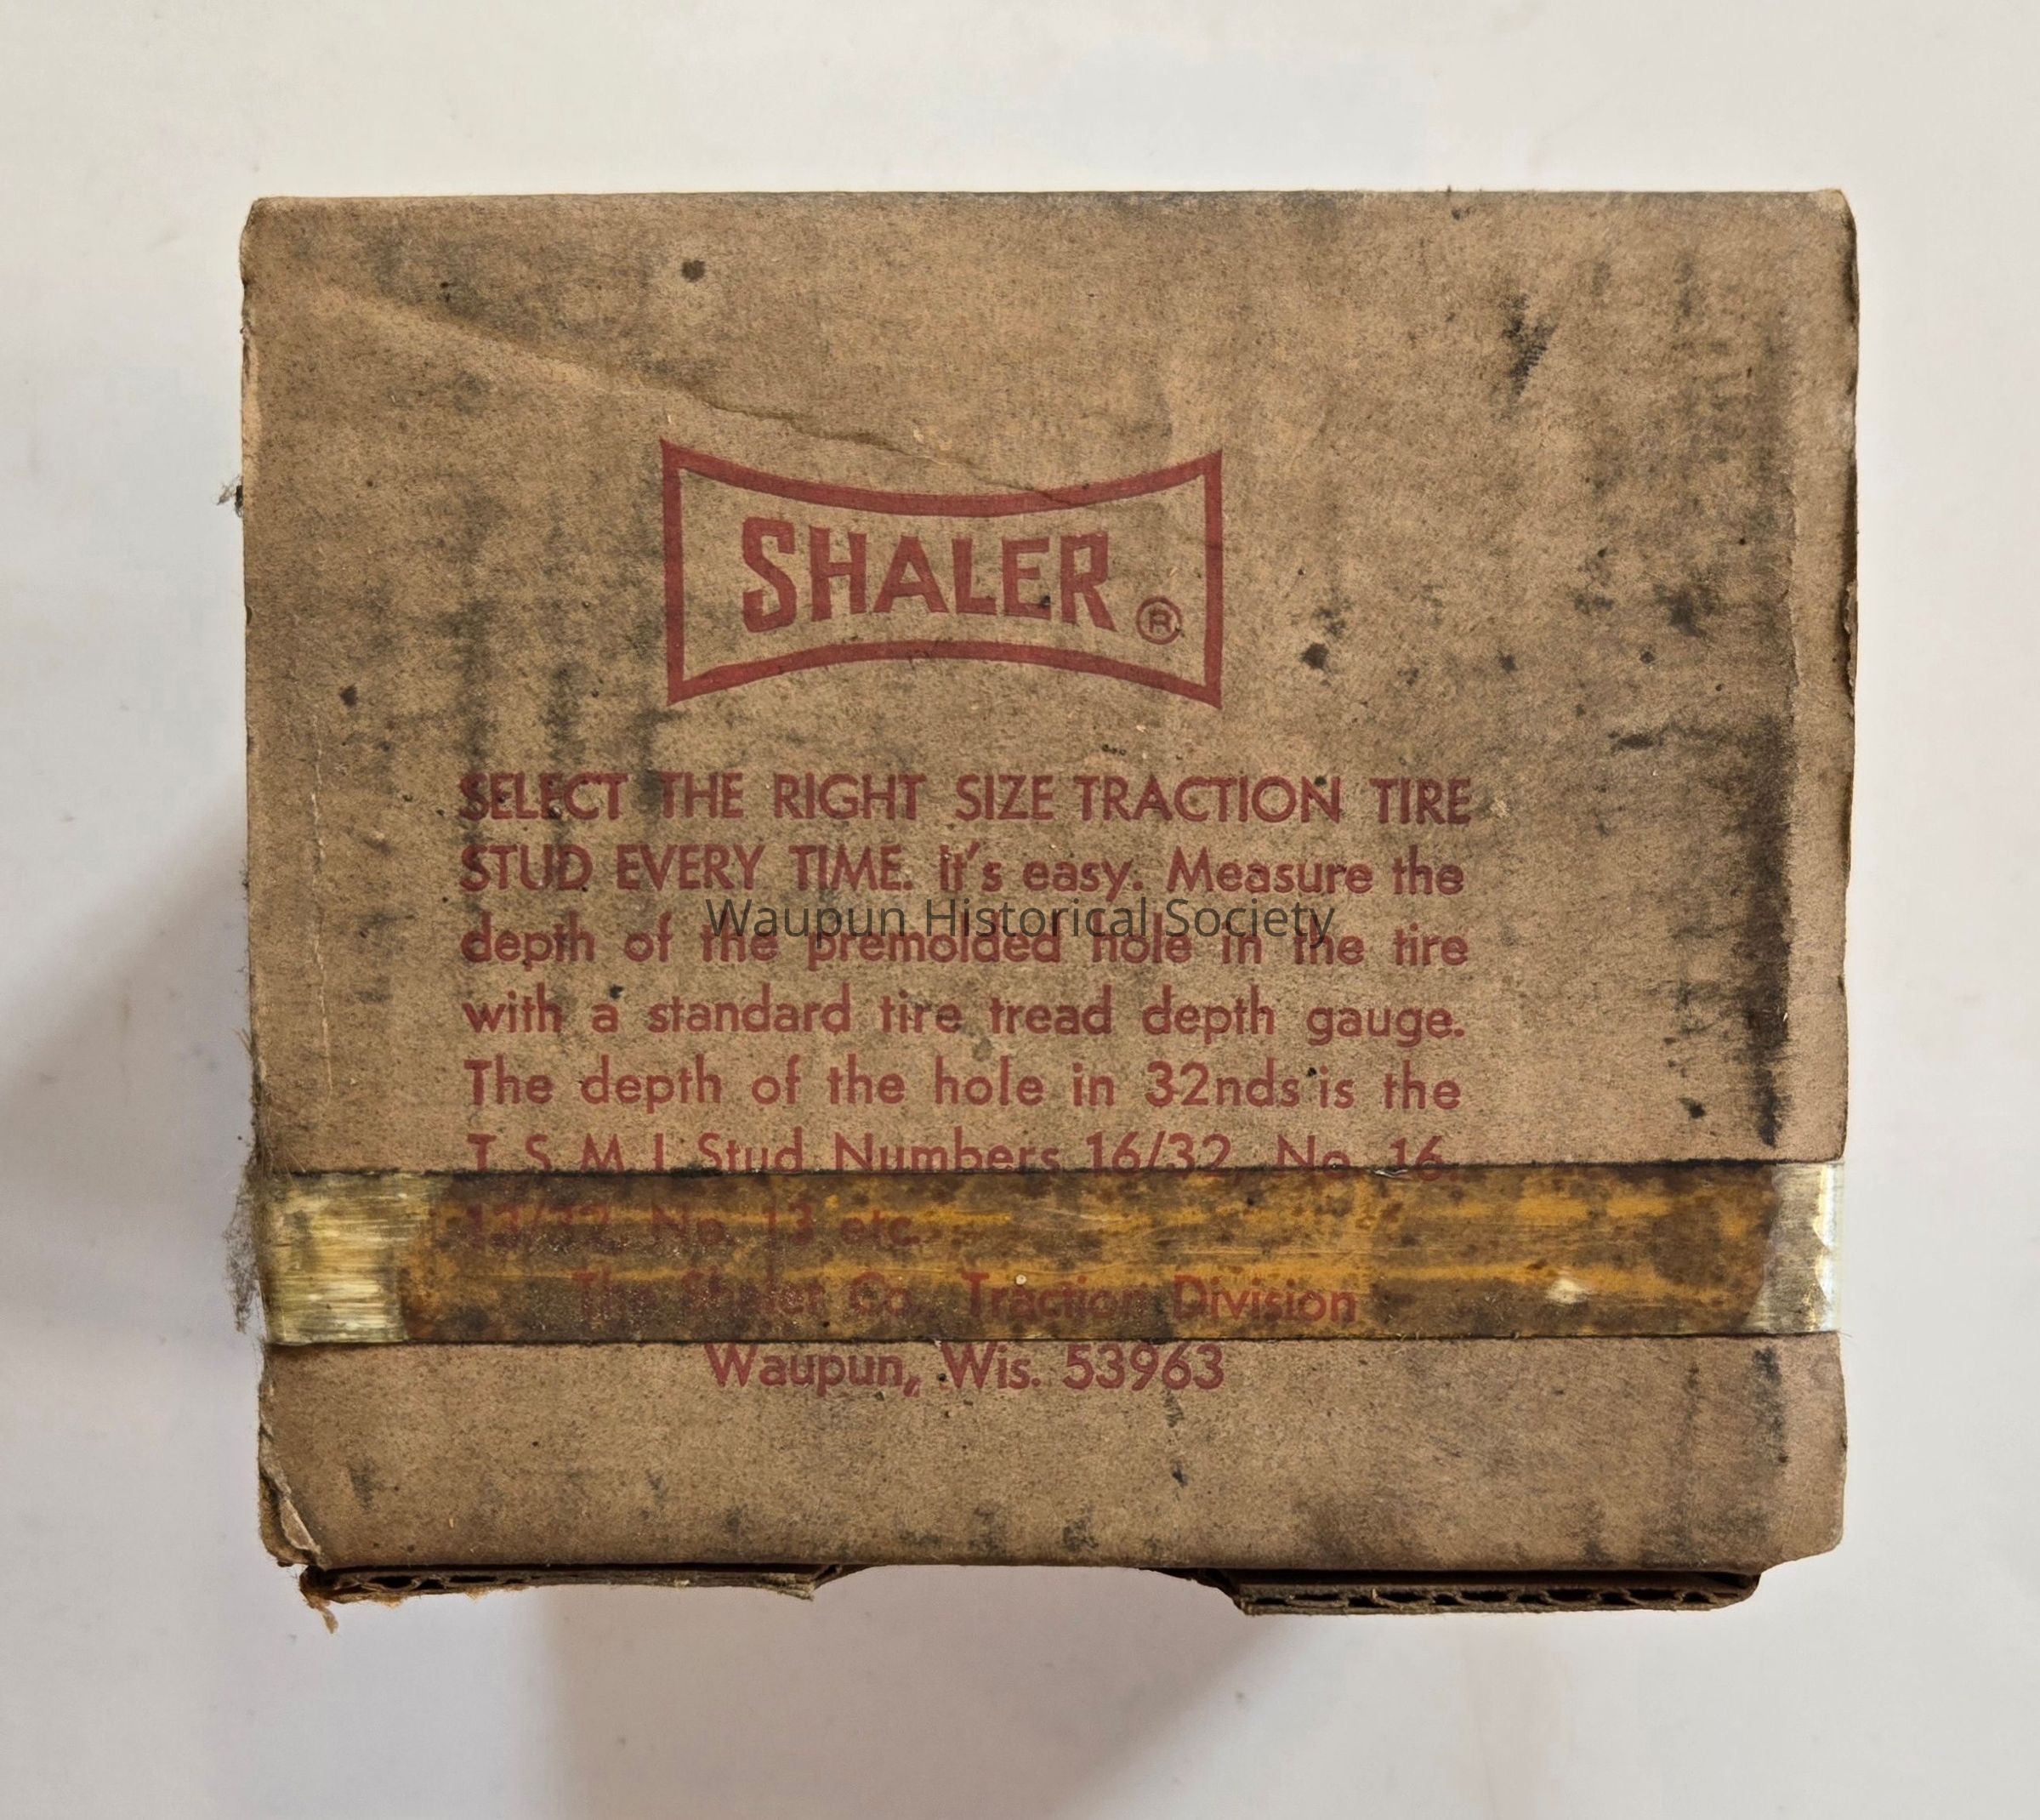 SHALER ®
SELECT THE RIGHT SIZE TRACTION TIRE
STUD EVERY TIME. It's easy. Measure the
depth of the premolded hole in the tire
with a standard tire tread depth gauge.
The depth of the hole in 32nds is the
T. S. M. I. Stud Numbers 16/32, No. 16.
13/32, No. 13 etc.
The Shaler Co., Traction Division
Waupun, Wis. 53963
Waupun Historical Society